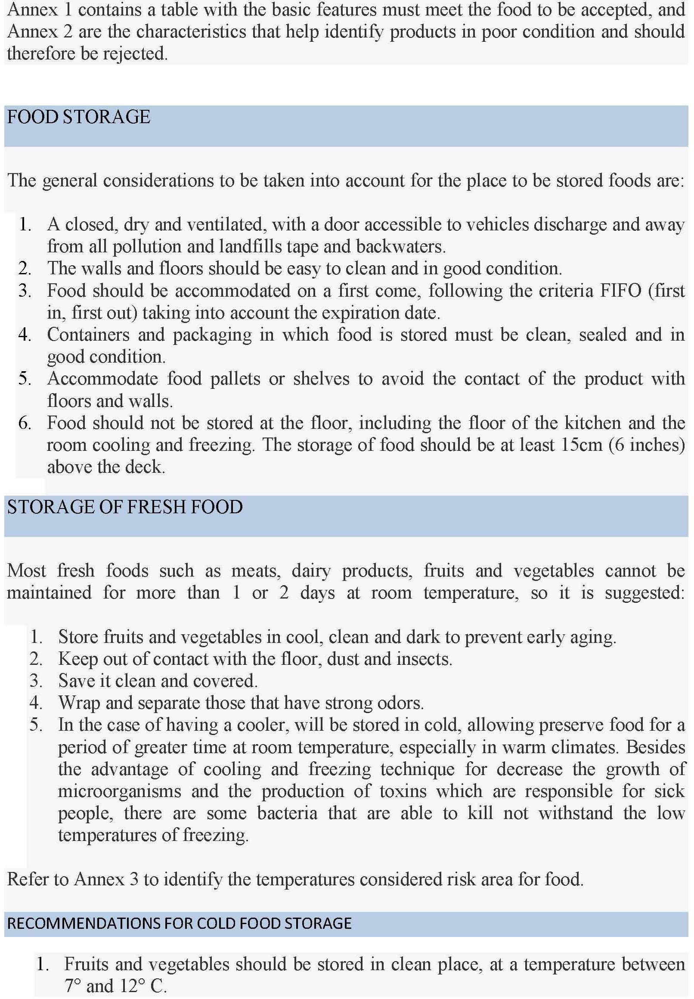 Annex 1 contains a table with the basic features must meet the food to be accepted, and
Annex 2 are the characteristics that help identify products in poor condition and should
therefore be rejected.
FOOD STORAGE
The general considerations to be taken into account for the place to be stored foods are:
1. A closed, dry and ventilated, with a door accessible to vehicles discharge and away
from all pollution and landfills tape and backwaters.
2. The walls and floors should be easy to clean and in good condition.
3. Food should be accommodated on a first come, following the criteria FIFO (first
in, first out) taking into account the expiration date.
4. Containers and packaging in which food is stored must be clean, sealed and in
good condition.
5. Accommodate food pallets or shelves to avoid the contact of the product with
floors and walls.
6. Food should not be stored at the floor, including the floor of the kitchen and the
room cooling and freezing. The storage of food should be at least 15cm (6 inches)
above the deck.
STORAGE OF FRESH FOOD
Most fresh foods such as meats, dairy products, fruits and vegetables cannot be
maintained for more than 1 or 2 days at room temperature, so it is suggested:
1. Store fruits and vegetables in cool, clean and dark to prevent early aging.
2. Keep out of contact with the floor, dust and insects.
3. Save it clean and covered.
4. Wrap and separate those that have strong odors.
5. In the case of having a cooler, will be stored in cold, allowing preserve food for a
period of greater time at room temperature, especially in warm climates. Besides
the advantage of cooling and freezing technique for decrease the growth of
microorganisms and the production of toxins which are responsible for sick
people, there are some bacteria that are able to kill not withstand the low
temperatures of freezing.
Refer to Annex 3 to identify the temperatures considered risk area for food.
RECOMMENDATIONS FOR COLD FOOD STORAGE
1. Fruits and vegetables should be stored in clean place, at a temperature between
7° and 12° C.